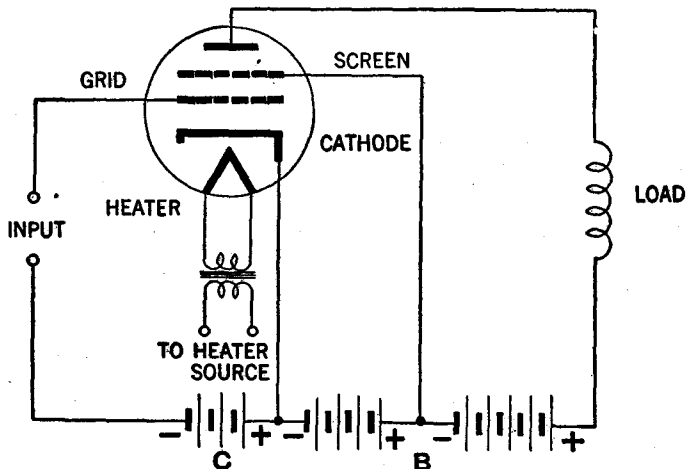 SCREEN
GRID
CATHODE
LOAD
HEATER
INPUT
TO HEATER
SOURCE
− + − + − +
C B